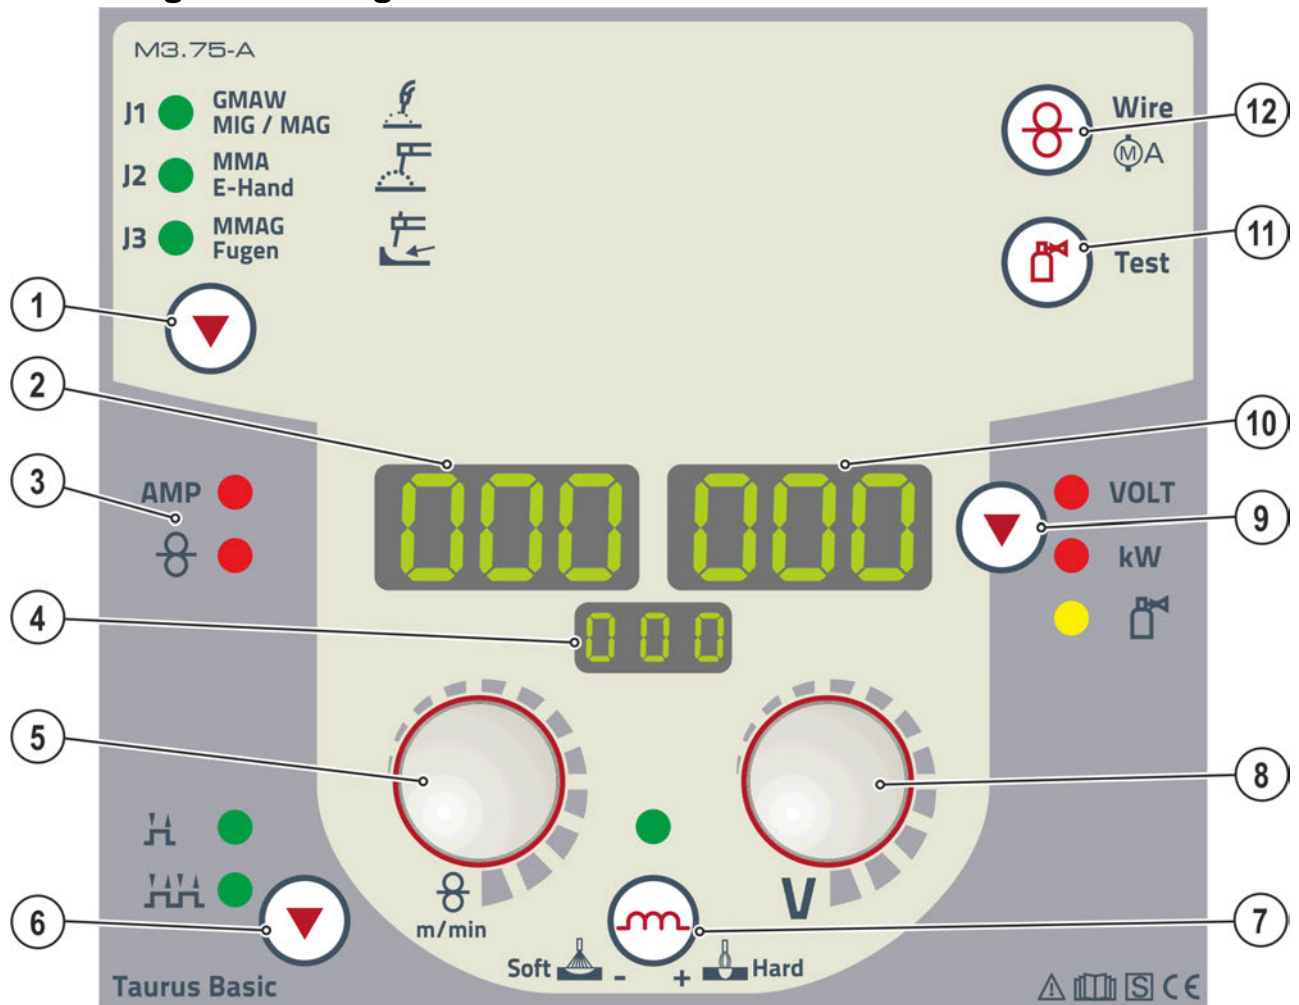 M3.75-A
J1 GMAW
MIG / MAG
J2 MMA
E-Hand
J3 MMAG
Fugen
Wire
M A
Test
1
2
3
4
5
6
12
11
10
9
8
7
AMP
000
000
VOLT
kW
000
m/min
V
Soft - + Hard
Taurus Basic
S CE